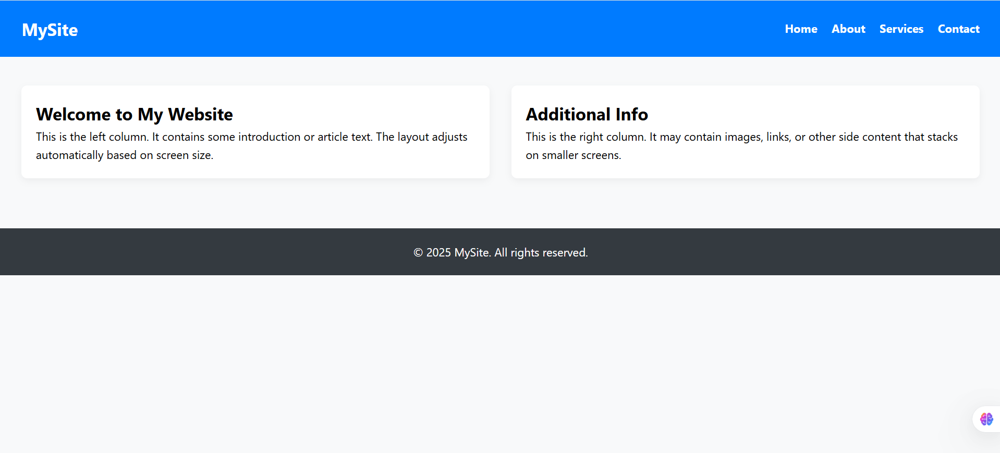 MySite
Home About Services Contact
Welcome to My Website
This is the left column. It contains some introduction or article text. The layout adjusts
automatically based on screen size.
Additional Info
This is the right column. It may contain images, links, or other side content that stacks
on smaller screens.
© 2025 MySite. All rights reserved.